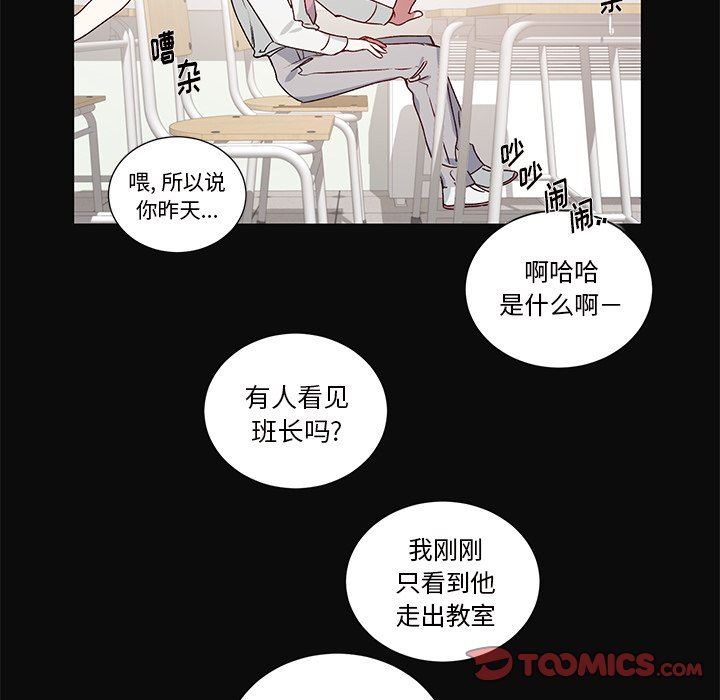 嘈杂
杂
喂, 所以说
你昨天...
吵吵
闹闹..
啊哈哈
是什么啊—
有人看见
班长吗?
我刚刚
只看到他
走出教室
TOOMICS.COM